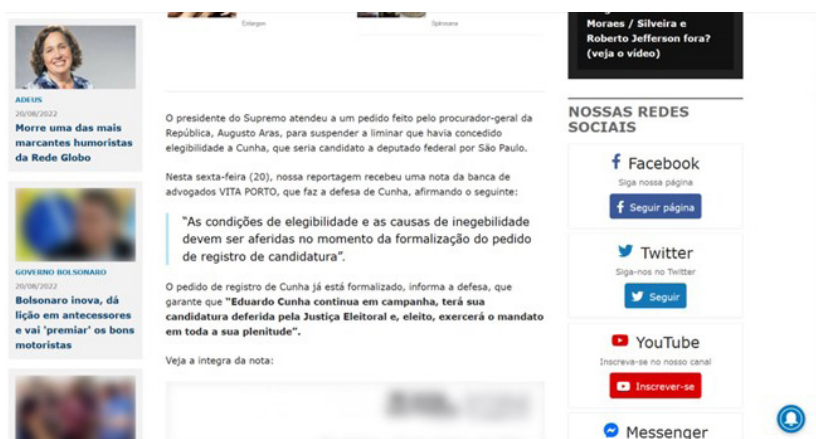 Enlargon
Spinneana
ADEUS
20/08/2022
Morre uma das mais
marcantes humoristas
da Rede Globo
GOVERNO BOLSONARO
20/08/2022
Bolsonaro inova, dá
lição em antecessores
e vai 'premiar' os bons
motoristas
O presidente do Supremo atendeu a um pedido feito pelo procurador-geral da
República, Augusto Aras, para suspender a liminar que havia concedido
elegibilidade a Cunha, que seria candidato a deputado federal por São Paulo.
Nesta sexta-feira (20), nossa reportagem recebeu uma nota da banca de
advogados VITA PORTO, que faz a defesa de Cunha, afirmando o seguinte:
"As condições de elegibilidade e as causas de inegebilidade
devem ser aferidas no momento da formalização do pedido
de registro de candidatura".
O pedido de registro de Cunha já está formalizado, informa a defesa, que
garante que "Eduardo Cunha continua em campanha, terá sua
candidatura deferida pela Justiça Eleitoral e, eleito, exercerá o mandato
em toda a sua plenitude".
Veja a integra da nota:
Moraes / Silveira e
Roberto Jefferson fora?
(veja o vídeo)
NOSSAS REDES
SOCIAIS
Facebook
Siga nossa página
Seguir página
Twitter
Siga-nos no Twitter
Seguir
YouTube
Inscreva-se no nosso canal
Inscrever-se
Messenger